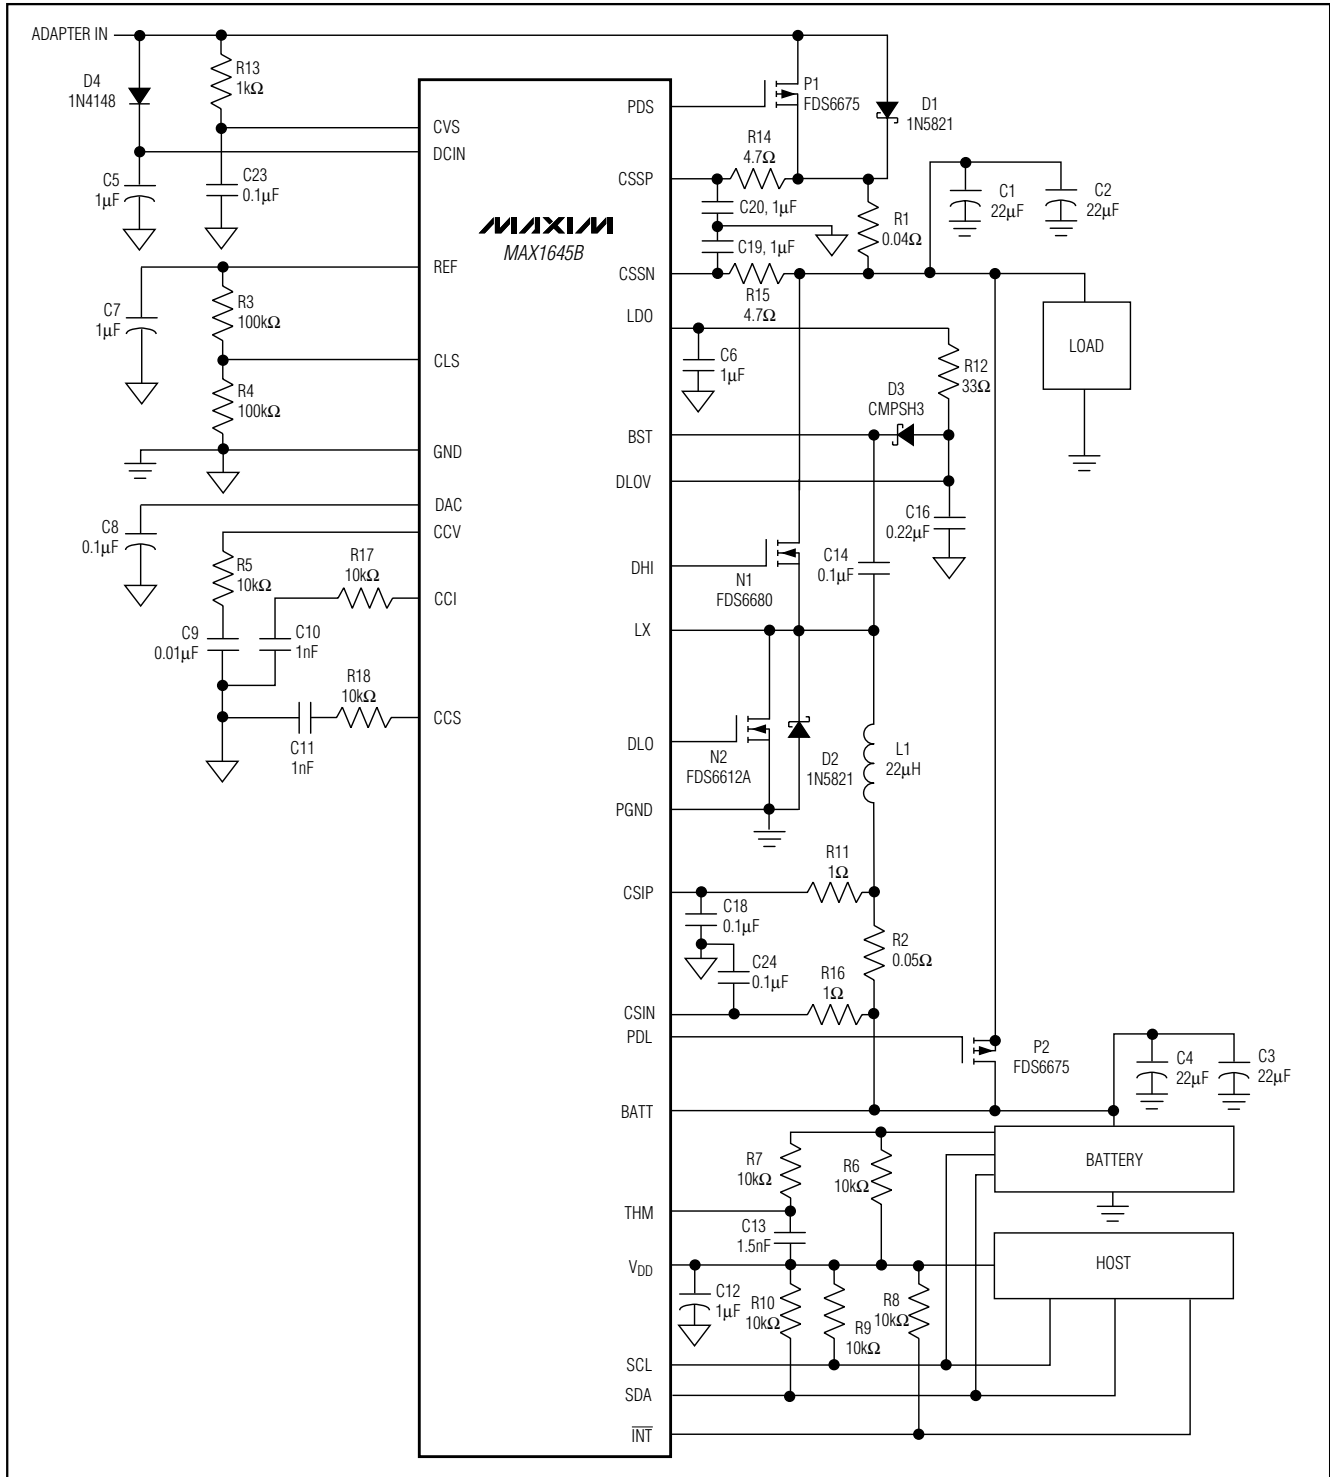 ADAPTER IN
D4
1N4148
R13
1kΩ
C5
1µF
C23
0.1µF
CVS
DCIN
MAXIM
MAX1645B
REF
C7
1µF
R3
100kΩ
CLS
R4
100kΩ
GND
DAC
C8
0.1µF
CCV
R5
10kΩ
R17
10kΩ
CCI
C9
0.01µF
C10
1nF
R18
10kΩ
CCS
C11
1nF
PDS
P1
FDS6675
D1
1N5821
R14
4.7Ω
CSSP
C20, 1µF
C19, 1µF
R1
0.04Ω
C1
22µF
C2
22µF
CSSN
R15
4.7Ω
LDO
C6
1µF
R12
33Ω
LOAD
D3
CMPSH3
BST
DLOV
C16
0.22µF
C14
0.1µF
DHI
N1
FDS6680
LX
DLO
N2
FDS6612A
D2
1N5821
L1
22µH
PGND
R11
1Ω
CSIP
C18
0.1µF
C24
0.1µF
R2
0.05Ω
R16
1Ω
CSIN
PDL
P2
FDS6675
C4
22µF
C3
22µF
BATT
R7
10kΩ
R6
10kΩ
BATTERY
THM
C13
1.5nF
VDD
HOST
C12
1µF
R10
10kΩ
R9
10kΩ
R8
10kΩ
SCL
SDA
INT